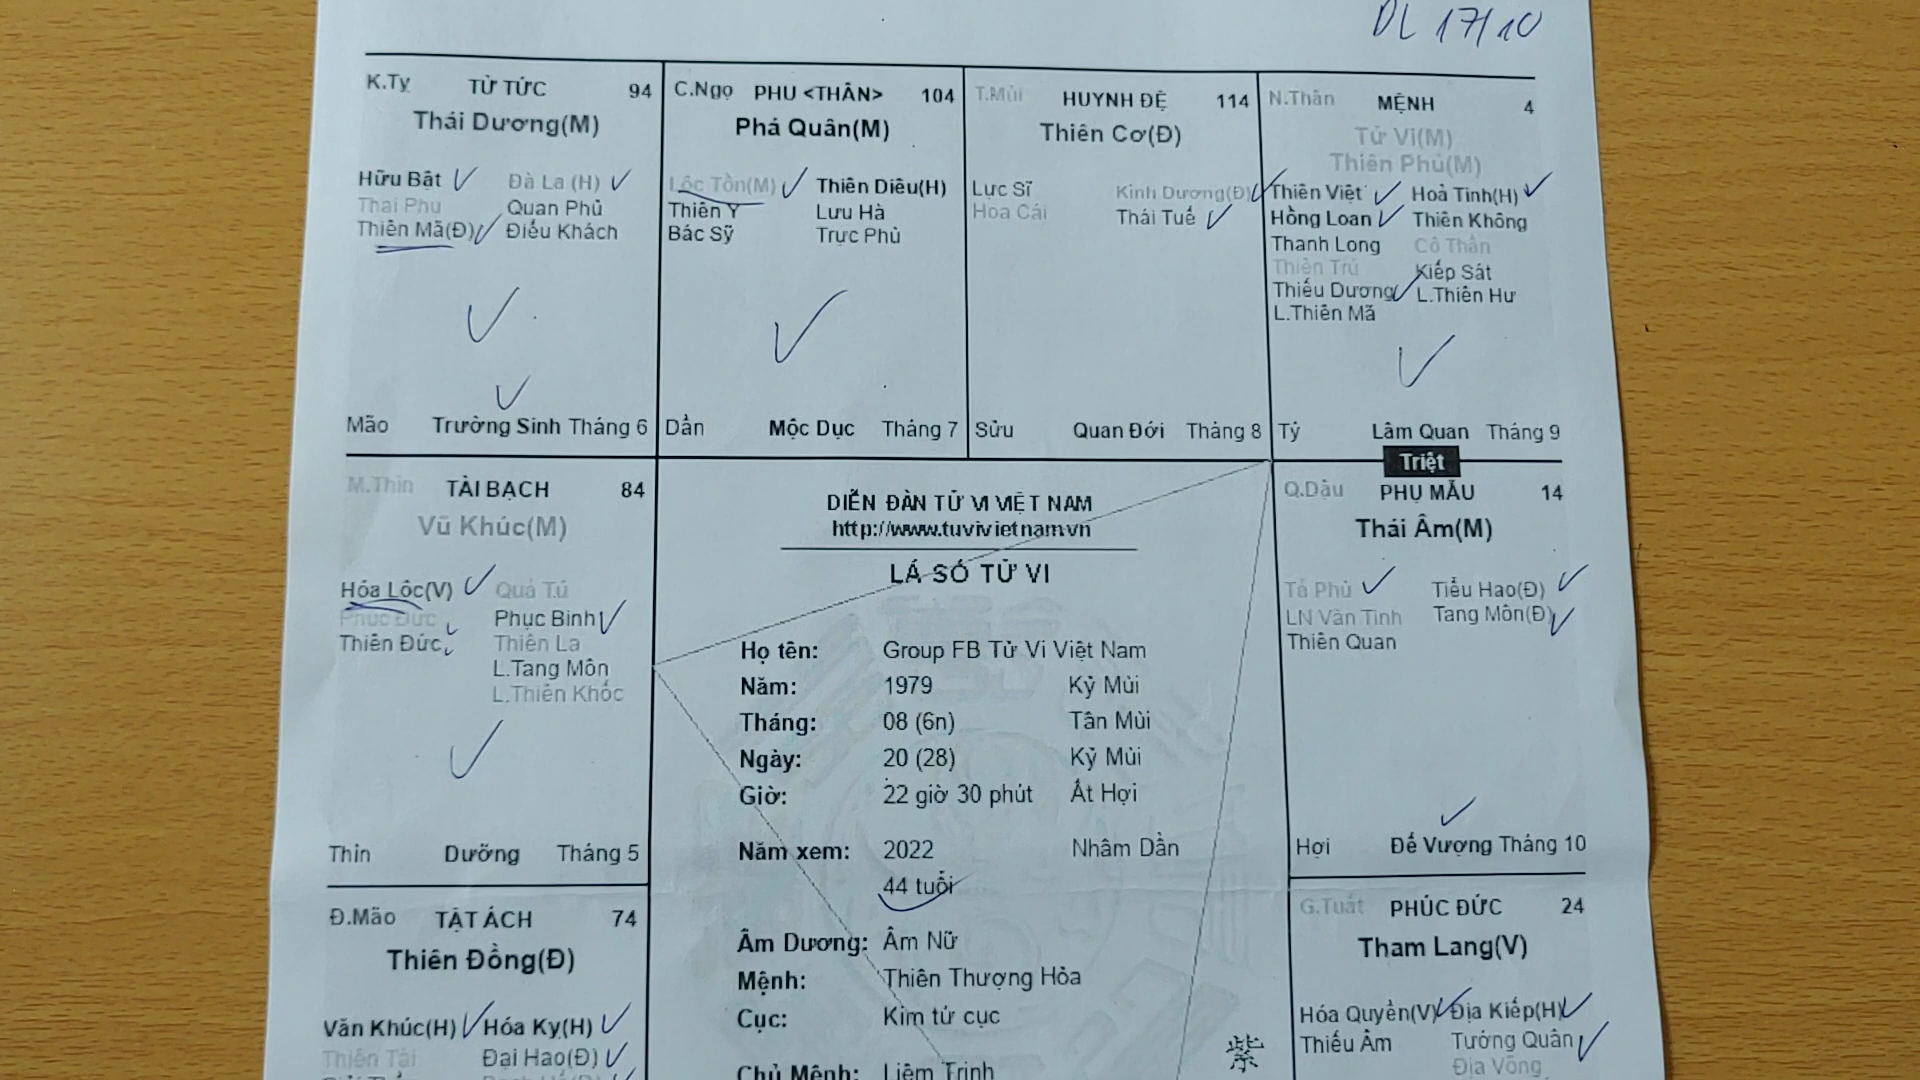 DL 17/10
K.Tỵ TỬ TỨC 94
Thái Dương(M)
Hữu Bật Đà La (H)
Thai Phụ Quan Phù
Thiên Mã(Đ) Điếu Khách
Mão Trường Sinh Tháng 6
C.Ngọ PHU <THÂN> 104
Phá Quân(M)
Lộc Tồn(M) Thiên Diêu(H)
Thiên Y Lưu Hà
Bác Sỹ Trực Phù
Dần Mộc Dục Tháng 7
T.Mùi HUYNH ĐỆ 114
Thiên Cơ(Đ)
Lực Sĩ Kình Dương(Đ)
Hoa Cái Thái Tuế
Sửu Quan Đới Tháng 8
N.Thân MỆNH 4
Tử Vi(M)
Thiên Phủ(M)
Thiên Việt Hoả Tinh(H)
Hồng Loan Thiên Không
Thanh Long Cô Thần
Thiên Trù Kiếp Sát
Thiếu Dương L.Thiên Hư
L.Thiên Mã
Tý Lâm Quan Tháng 9
Triệt
M.Thìn TÀI BẠCH 84
Vũ Khúc(M)
Hóa Lộc(V) Quả Tú
Phúc Đức Phục Binh
Thiên Đức Thiên La
L.Tang Môn
L.Thiên Khốc
Thìn Dưỡng Tháng 5
DIỄN ĐÀN TỬ VI VIỆT NAM
http://www.tuvivietnam.vn
LÁ SỐ TỬ VI
Họ tên: Group FB Tử Vi Việt Nam
Năm: 1979 Kỷ Mùi
Tháng: 08 (6n) Tân Mùi
Ngày: 20 (28) Kỷ Mùi
Giờ: 22 giờ 30 phút Ất Hợi
Năm xem: 2022 Nhâm Dần
44 tuổi
Âm Dương: Âm Nữ
Mệnh: Thiên Thượng Hỏa
Cục: Kim tứ cục
Chủ Mệnh: Liêm Trinh
紫
Q.Dậu PHỤ MẪU 14
Thái Âm(M)
Tả Phù Tiểu Hao(Đ)
LN Văn Tinh Tang Môn(Đ)
Thiên Quan
Hợi Đế Vượng Tháng 10
Đ.Mão TẬT ÁCH 74
Thiên Đồng(Đ)
Văn Khúc(H) Hóa Kỵ(H)
Thiên Tài Đại Hao(Đ)
G.Tuất PHÚC ĐỨC 24
Tham Lang(V)
Hóa Quyền(V) Địa Kiếp(H)
Thiếu Âm Tướng Quân
Địa Võng